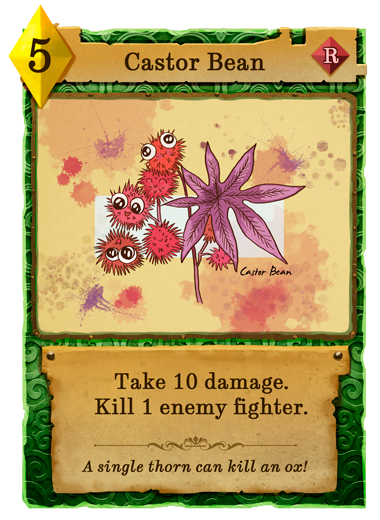 5
Castor Bean
R
Castor Bean
Take 10 damage.
Kill 1 enemy fighter.
A single thorn can kill an ox!